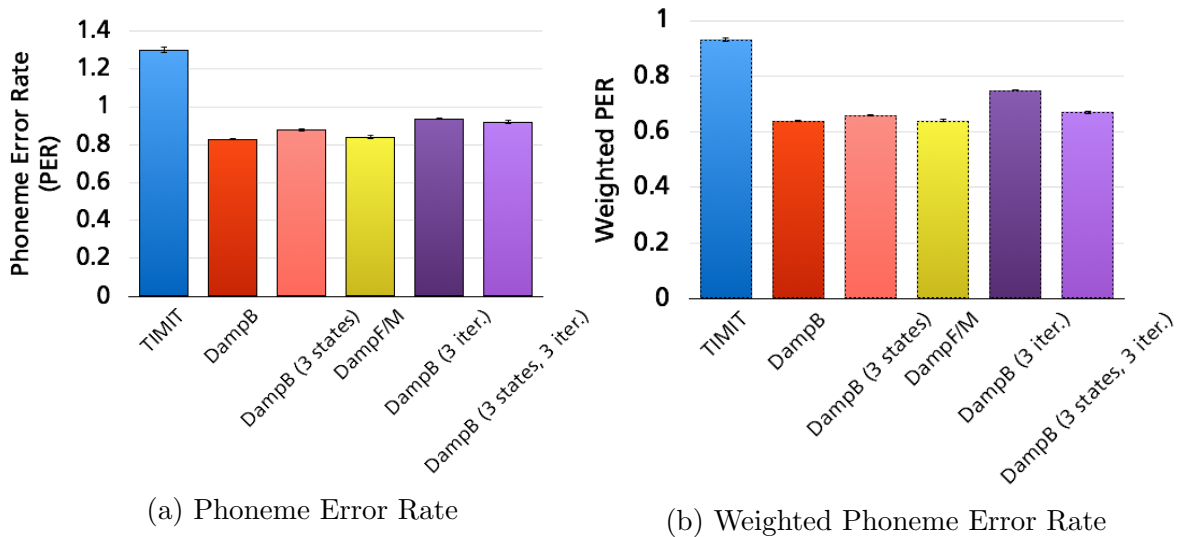 Phoneme Error Rate
(PER)
1.4
1.2
1
0.8
0.6
0.4
0.2
0
TIMIT
DampB
DampB (3 states)
DampF/M
DampB (3 iter.)
DampB (3 states, 3 iter.)
(a) Phoneme Error Rate
Weighted PER
1
0.8
0.6
0.4
0.2
0
TIMIT
DampB
DampB (3 states)
DampF/M
DampB (3 iter.)
DampB (3 states, 3 iter.)
(b) Weighted Phoneme Error Rate